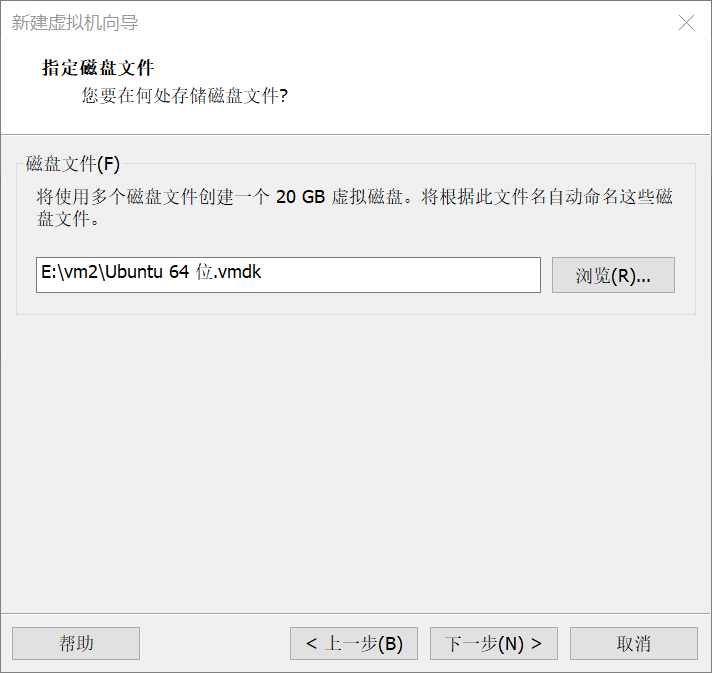 新建虚拟机向导
指定磁盘文件
您要在何处存储磁盘文件?
磁盘文件(F)
将使用多个磁盘文件创建一个 20 GB 虚拟磁盘。将根据此文件名自动命名这些磁
盘文件。
E:\vm2\Ubuntu 64 位.vmdk
浏览(R)...
帮助
< 上一步(B)
下一步(N) >
取消